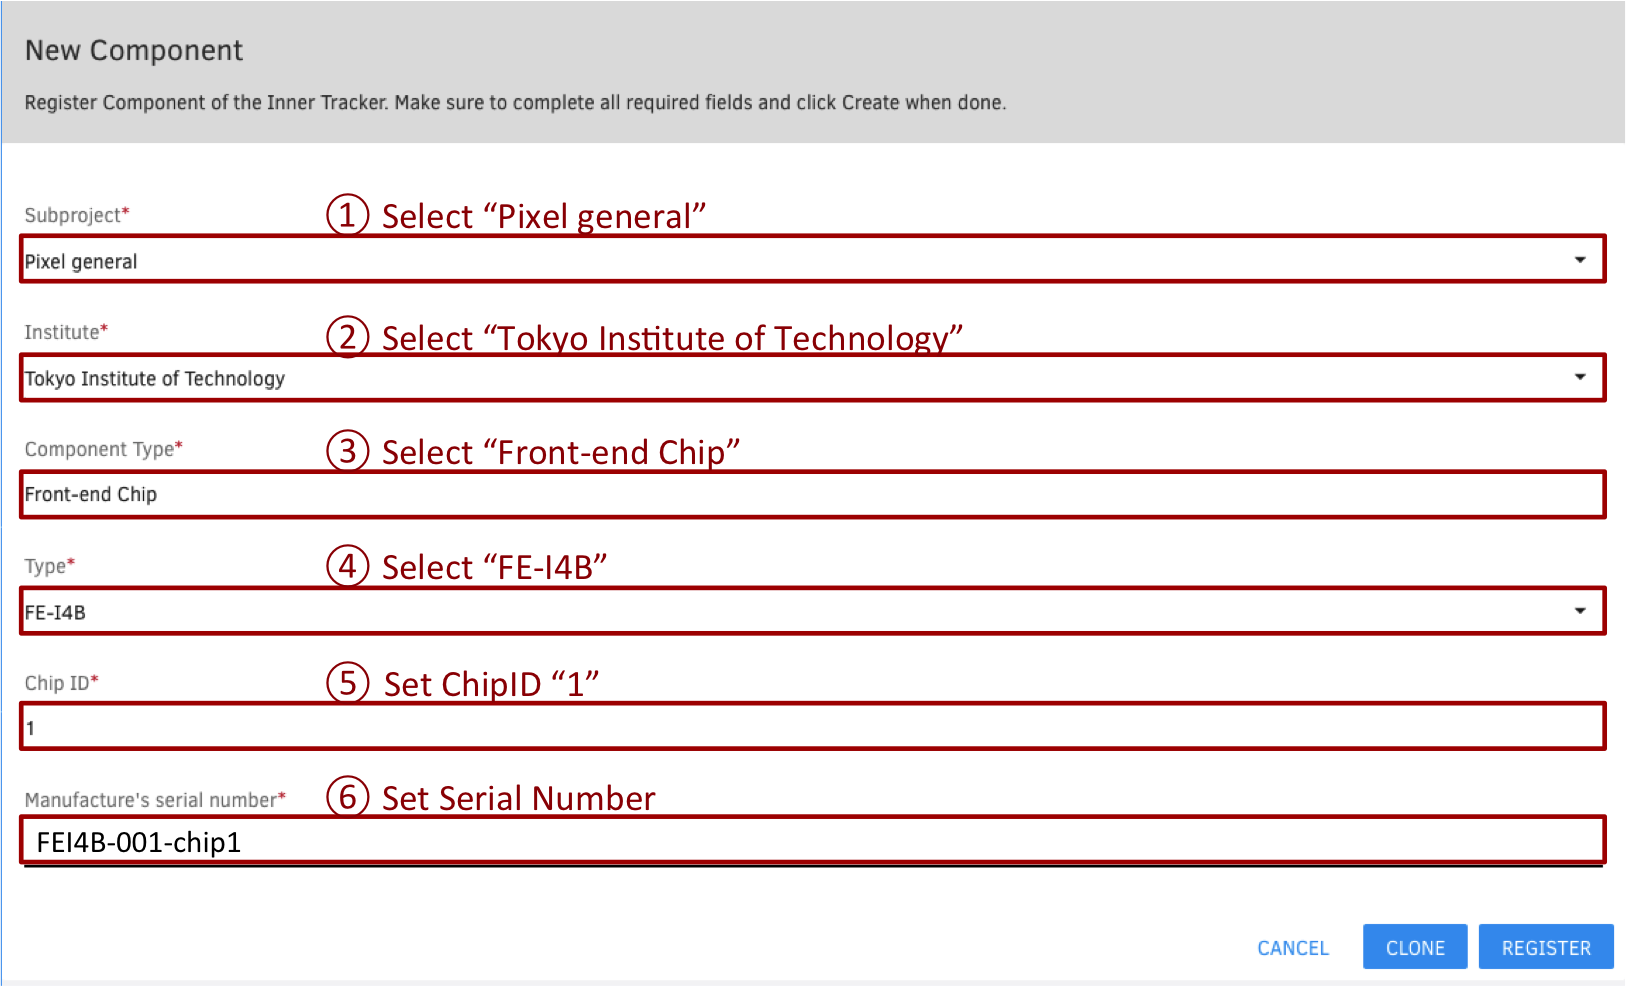 New Component
Register Component of the Inner Tracker. Make sure to complete all required fields and click Create when done.
Subproject*
① Select “Pixel general”
Pixel general
Institute*
② Select “Tokyo Institute of Technology”
Tokyo Institute of Technology
Component Type*
③ Select “Front-end Chip”
Front-end Chip
Type*
④ Select “FE-I4B”
FE-I4B
Chip ID*
⑤ Set ChipID “1”
1
Manufacture's serial number*
⑥ Set Serial Number
FEI4B-001-chip1
CANCEL
CLONE
REGISTER